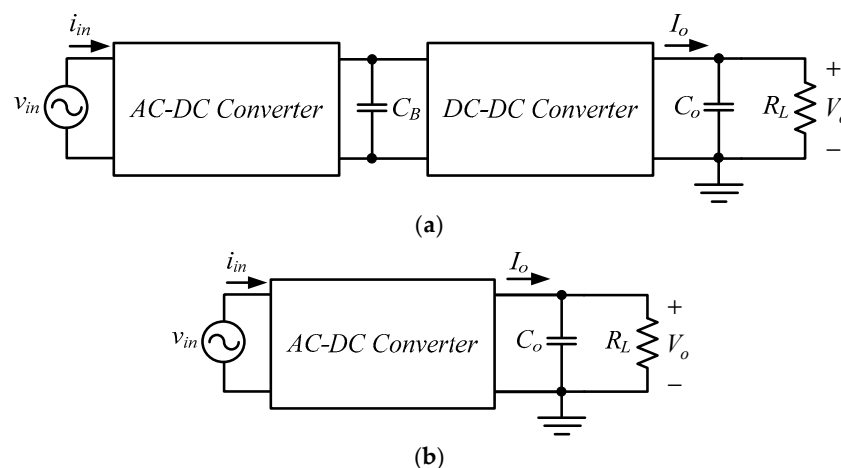 i_in
I_o
v_in
AC-DC Converter
C_B
DC-DC Converter
C_o
R_L
+
V_o
−
(a)
i_in
I_o
v_in
AC-DC Converter
C_o
R_L
+
V_o
−
(b)